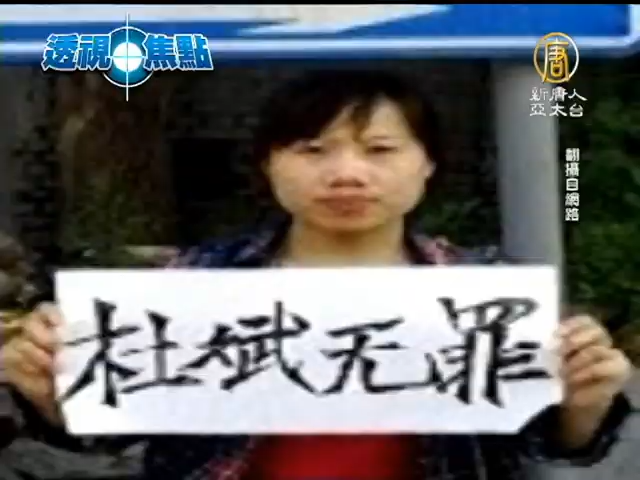 透視焦點
新唐人
亞太台
翻攝自網路
杜斌无罪